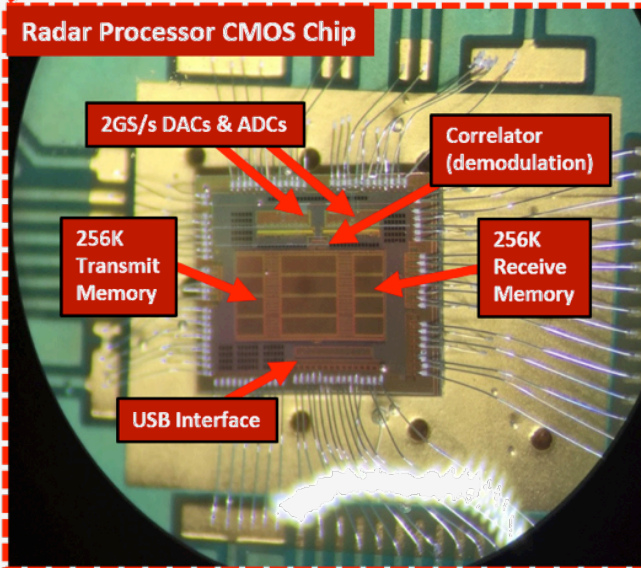 Radar Processor CMOS Chip
2GS/s DACs & ADCs
Correlator
(demodulation)
256K
Transmit
Memory
256K
Receive
Memory
USB Interface